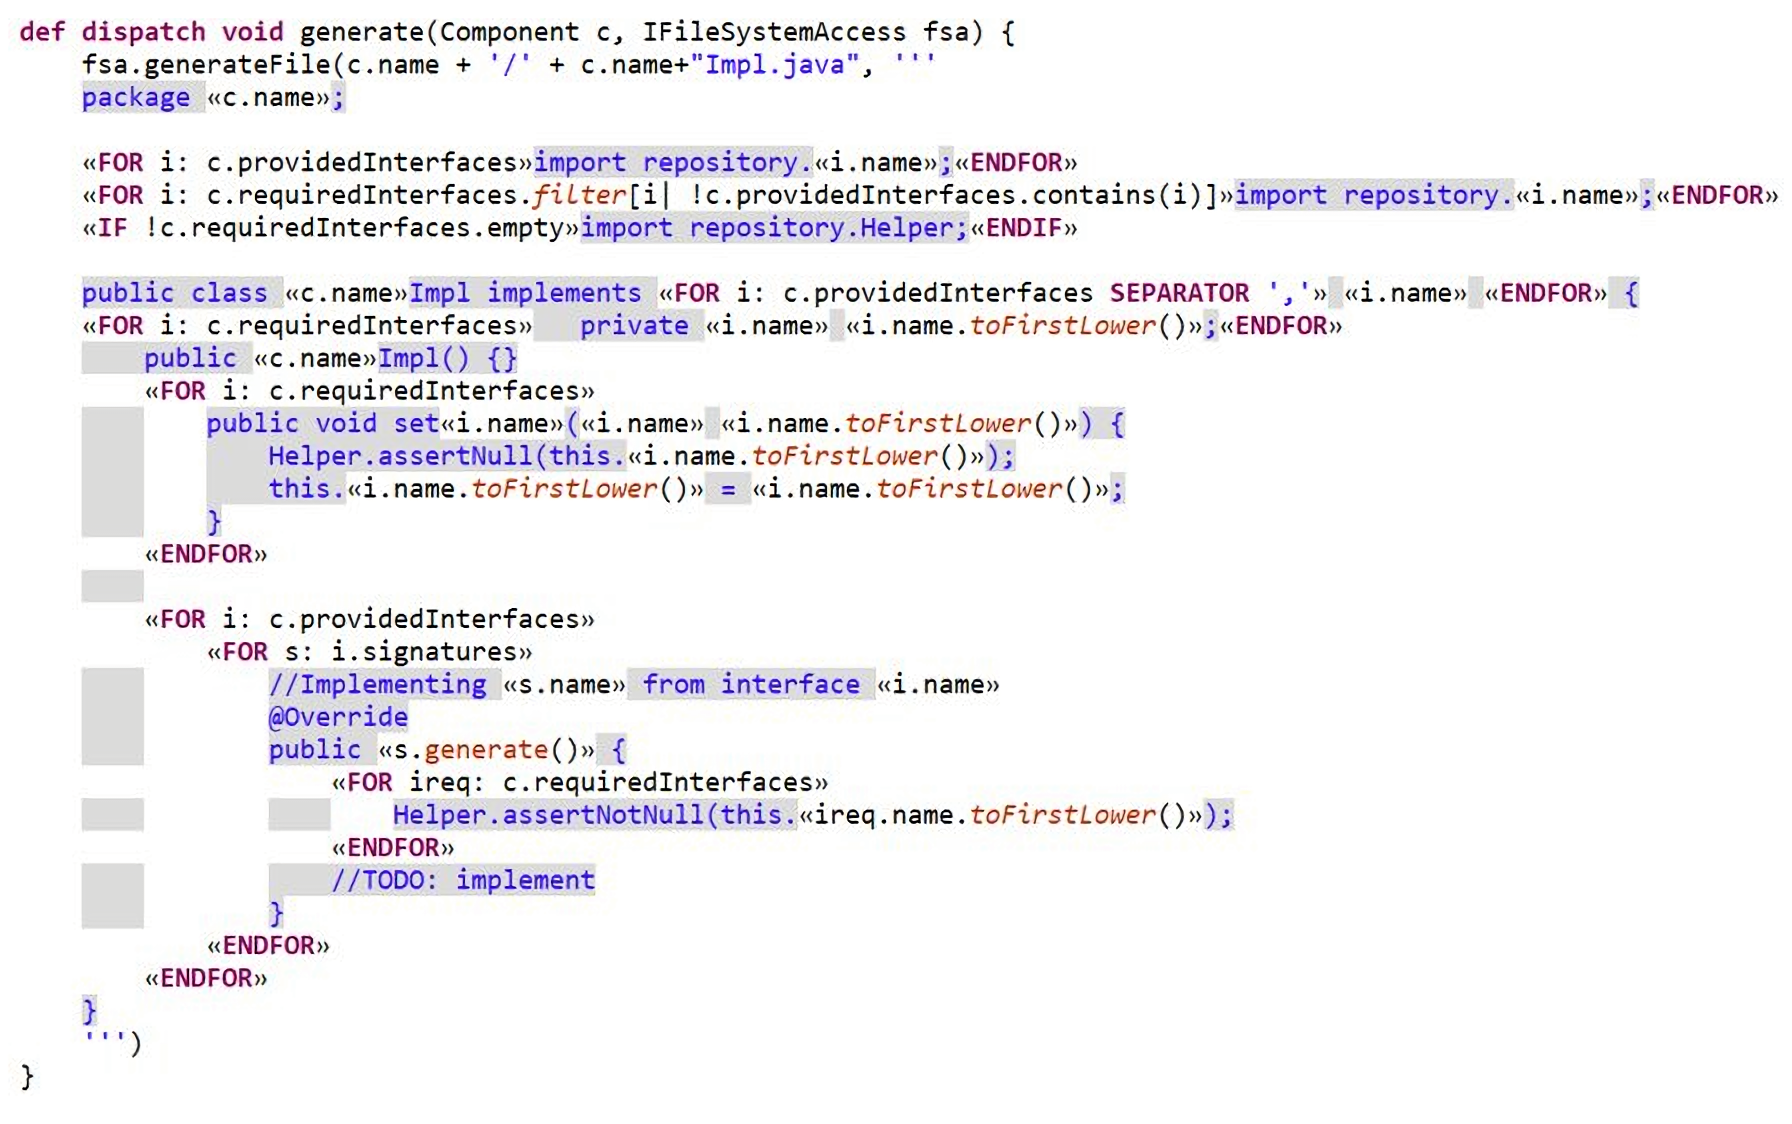 def dispatch void generate(Component c, IFileSystemAccess fsa) {
    fsa.generateFile(c.name + '/' + c.name+"Impl.java", '''
    package «c.name»;

    «FOR i: c.providedInterfaces»import repository.«i.name»;«ENDFOR»
    «FOR i: c.requiredInterfaces.filter[i| !c.providedInterfaces.contains(i)]»import repository.«i.name»;«ENDFOR»
    «IF !c.requiredInterfaces.empty»import repository.Helper;«ENDIF»

    public class «c.name»Impl implements «FOR i: c.providedInterfaces SEPARATOR ','» «i.name» «ENDFOR» {
    «FOR i: c.requiredInterfaces»   private «i.name» «i.name.toFirstLower()»;«ENDFOR»
        public «c.name»Impl() {}
        «FOR i: c.requiredInterfaces»
            public void set«i.name»(«i.name» «i.name.toFirstLower()») {
                Helper.assertNull(this.«i.name.toFirstLower()»);
                this.«i.name.toFirstLower()» = «i.name.toFirstLower()»;
            }
        «ENDFOR»

        «FOR i: c.providedInterfaces»
            «FOR s: i.signatures»
                //Implementing «s.name» from interface «i.name»
                @Override
                public «s.generate()» {
                    «FOR ireq: c.requiredInterfaces»
                        Helper.assertNotNull(this.«ireq.name.toFirstLower()»);
                    «ENDFOR»
                    //TODO: implement
                }
            «ENDFOR»
        «ENDFOR»
    }
    ''')
}